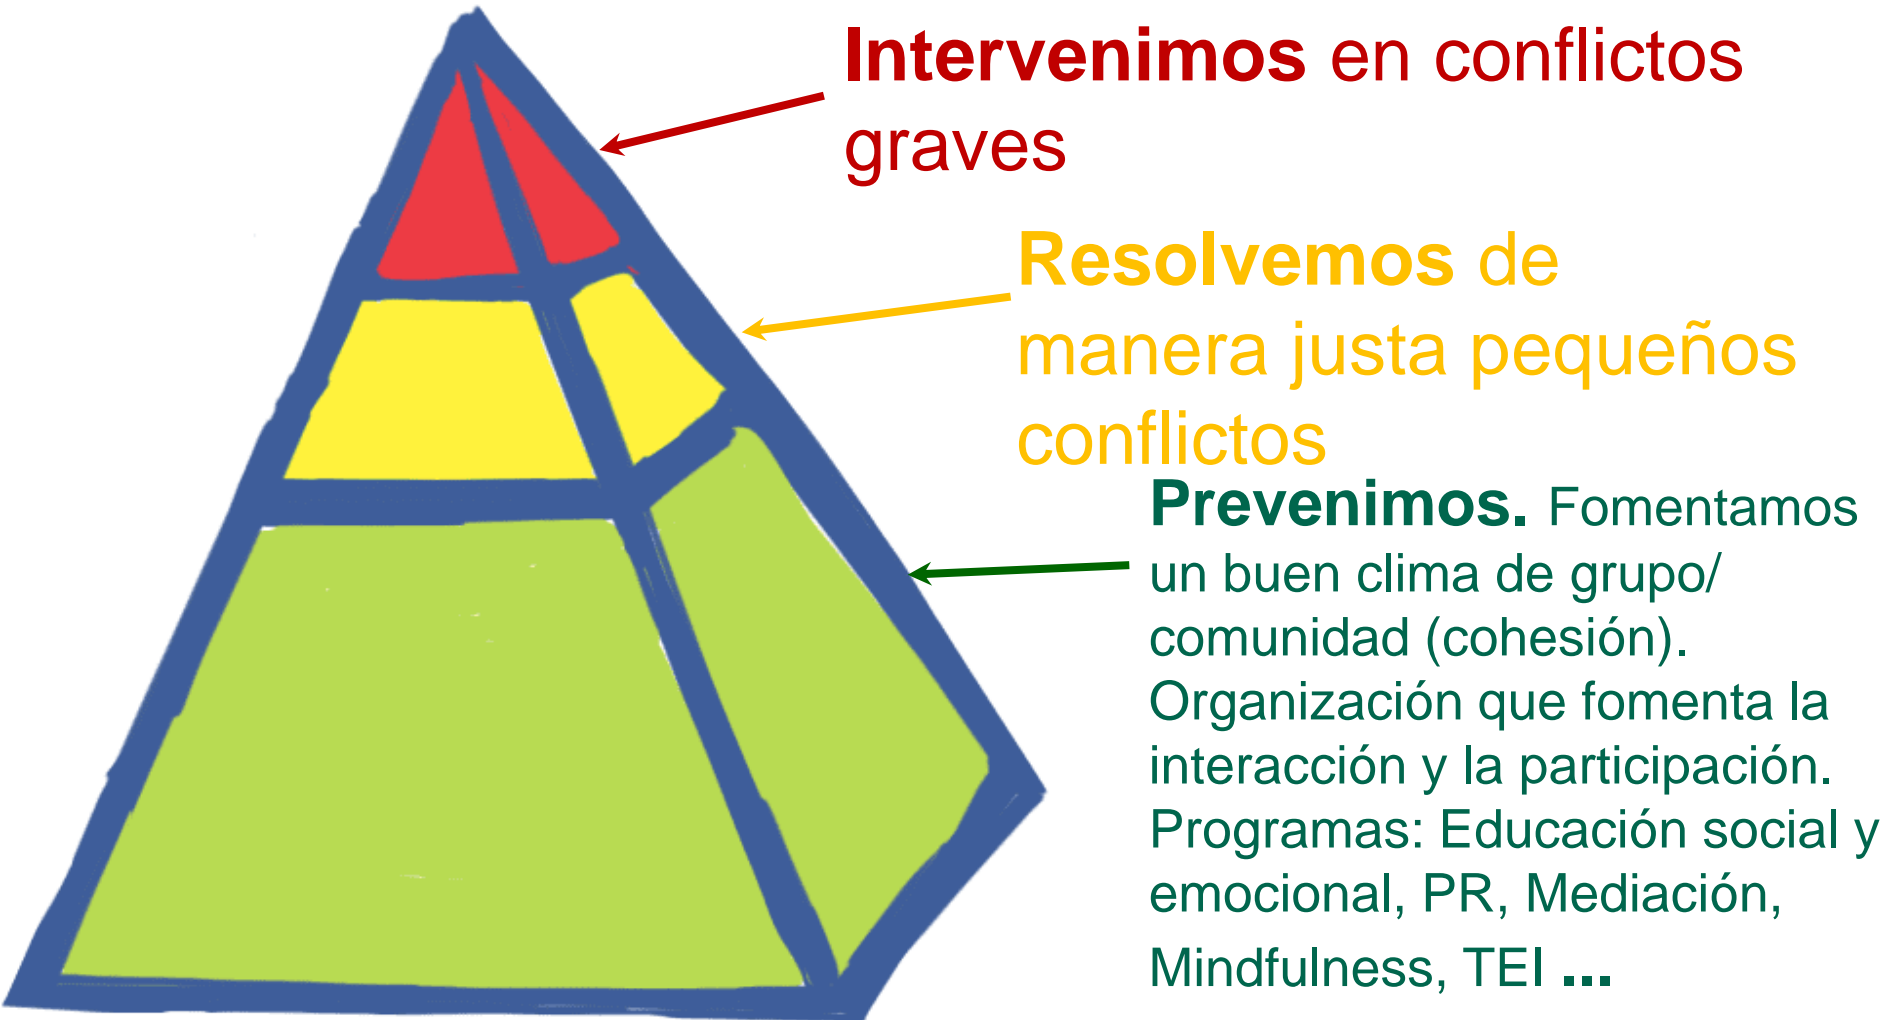 Intervenimos en conflictos
graves
Resolvemos de
manera justa pequeños
conflictos
Prevenimos. Fomentamos
un buen clima de grupo/
comunidad (cohesión).
Organización que fomenta la
interacción y la participación.
Programas: Educación social y
emocional, PR, Mediación,
Mindfulness, TEI ...